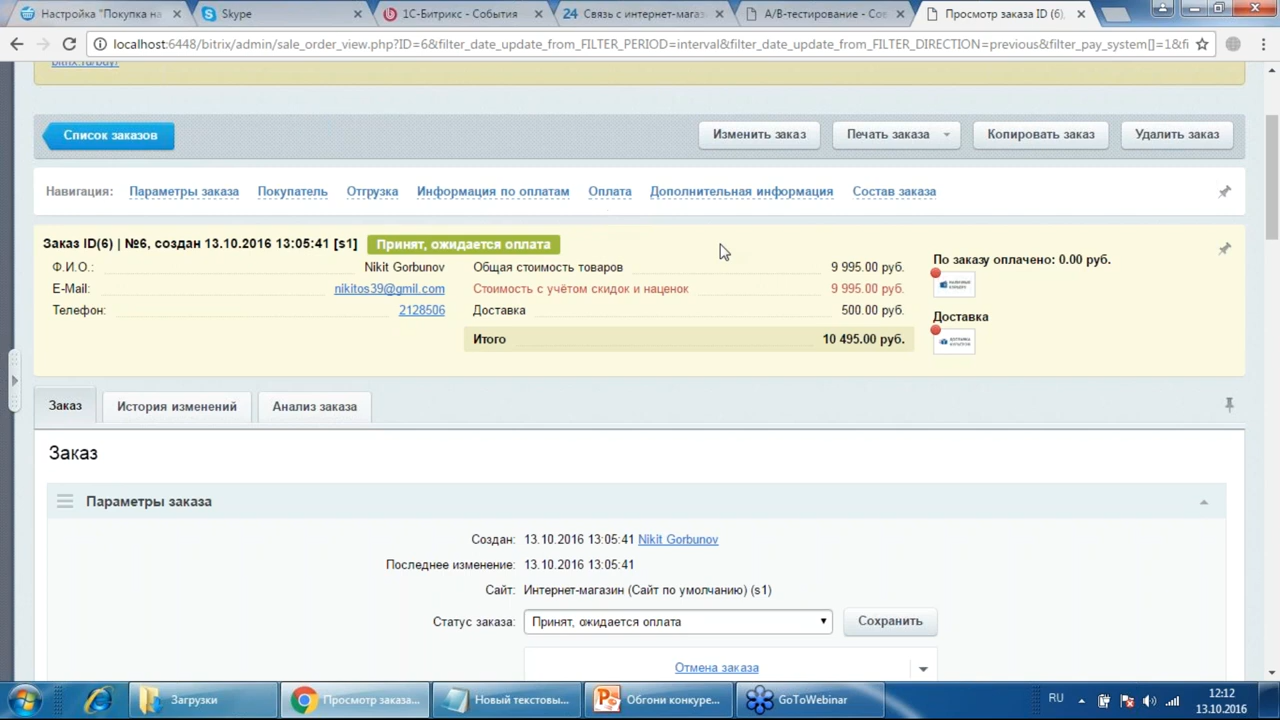 Настройка "Покупка на
Skype
1С-Битрикс - События
24 Связь с интернет-магаз
A/B-тестирование - Сов
Просмотр заказа ID (6),
localhost:6448/bitrix/admin/sale_order_view.php?ID=6&filter_date_update_from_FILTER_PERIOD=interval&filter_date_update_from_FILTER_DIRECTION=previous&filter_pay_system[]=1&fi
bitrix.ru/buy/
Список заказов
Изменить заказ
Печать заказа
Копировать заказ
Удалить заказ
Навигация: Параметры заказа Покупатель Отгрузка Информация по оплатам Оплата Дополнительная информация Состав заказа
Заказ ID(6) | №6, создан 13.10.2016 13:05:41 [s1] Принят, ожидается оплата
Ф.И.О.: Nikit Gorbunov
E-Mail: nikitos39@gmil.com
Телефон: 2128506
Общая стоимость товаров 9 995.00 руб.
Стоимость с учётом скидок и наценок 9 995.00 руб.
Доставка 500.00 руб.
Итого 10 495.00 руб.
По заказу оплачено: 0.00 руб.
Доставка
Заказ
История изменений
Анализ заказа
Заказ
Параметры заказа
Создан: 13.10.2016 13:05:41 Nikit Gorbunov
Последнее изменение: 13.10.2016 13:05:41
Сайт: Интернет-магазин (Сайт по умолчанию) (s1)
Статус заказа: Принят, ожидается оплата Сохранить
Отмена заказа
Загрузки
Просмотр заказа...
Новый текстовы...
Обгони конкуре...
GoToWebinar
RU
12:12
13.10.2016